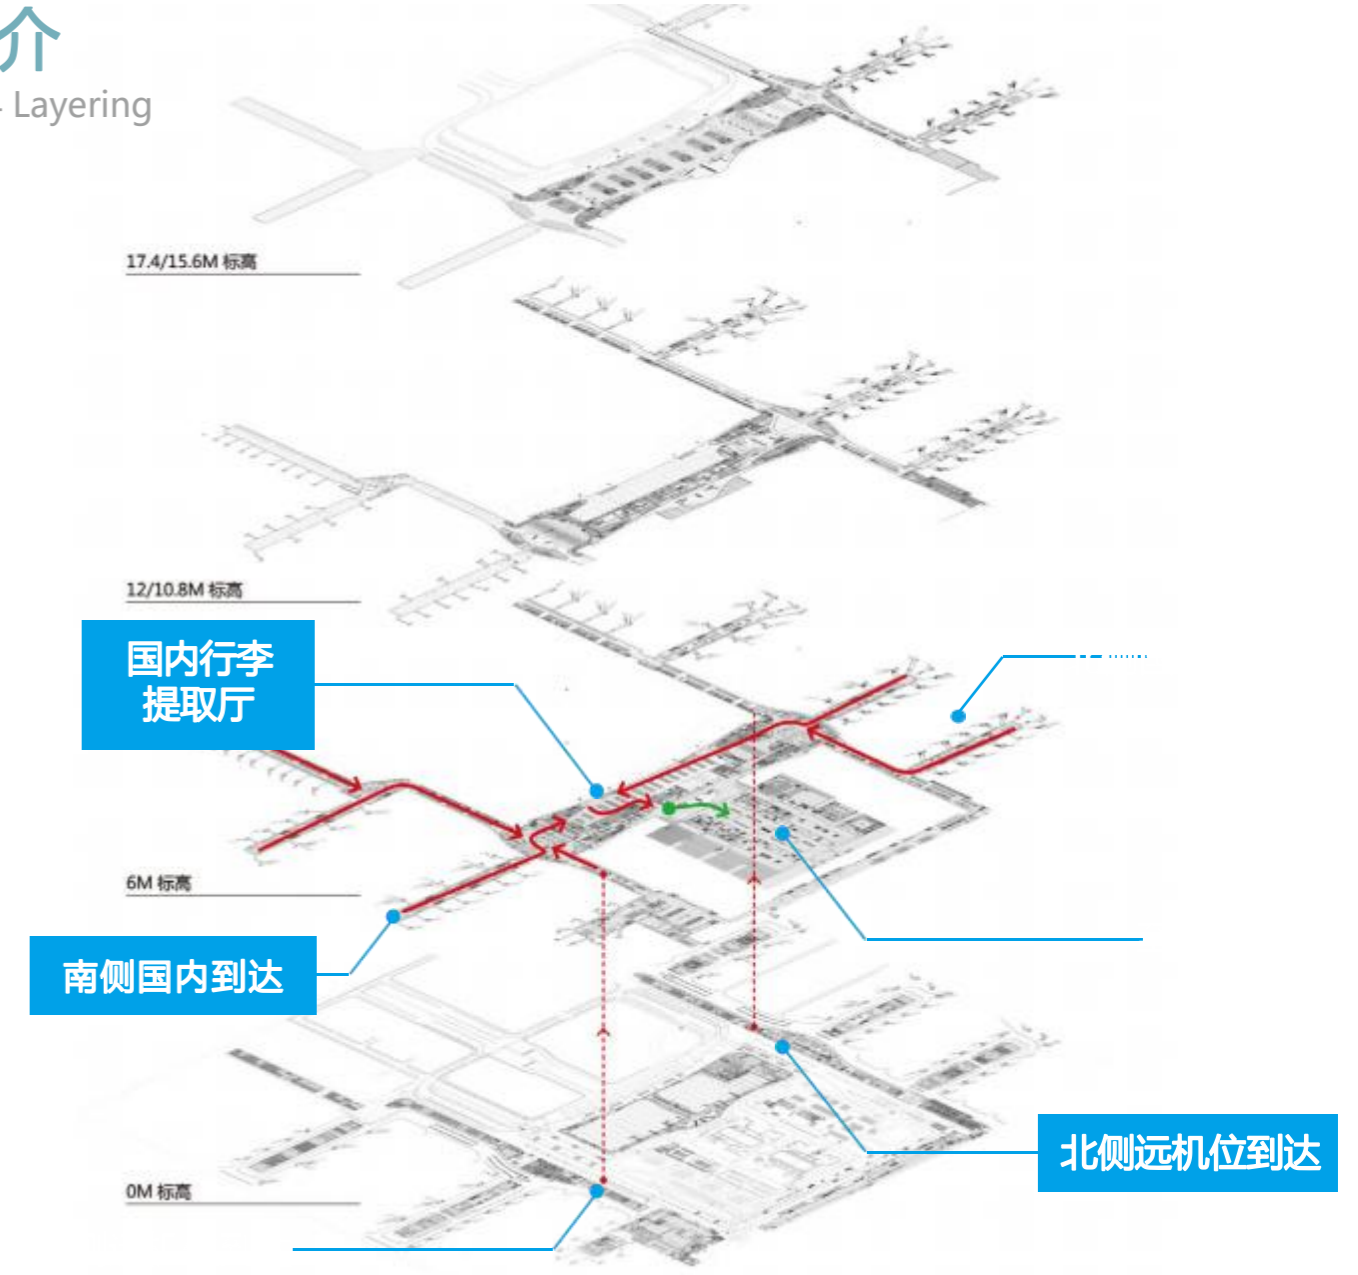 介
Layering
17.4/15.6M 标高
12/10.8M 标高
国内行李
提取厅
6M 标高
南侧国内到达
北侧远机位到达
0M 标高